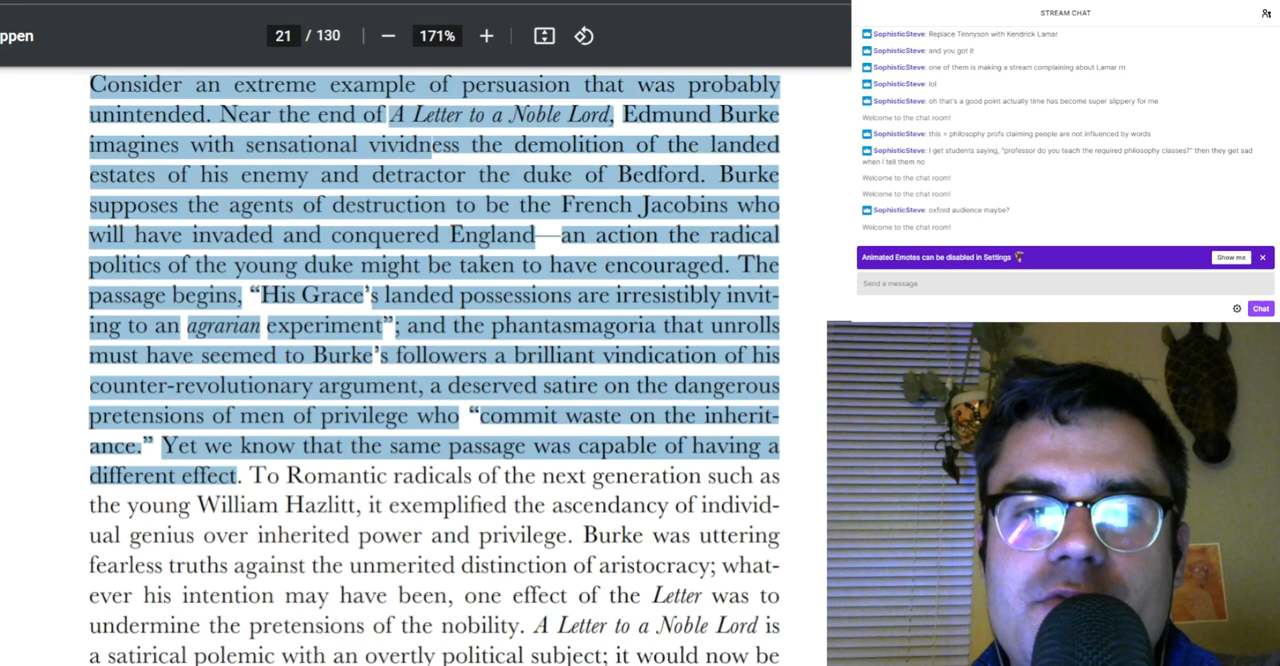 ppen
21 / 130
171%
Consider an extreme example of persuasion that was probably
unintended. Near the end of A Letter to a Noble Lord, Edmund Burke
imagines with sensational vividness the demolition of the landed
estates of his enemy and detractor the duke of Bedford. Burke
supposes the agents of destruction to be the French Jacobins who
will have invaded and conquered England—an action the radical
politics of the young duke might be taken to have encouraged. The
passage begins, “His Grace’s landed possessions are irresistibly invit-
ing to an agrarian experiment”; and the phantasmagoria that unrolls
must have seemed to Burke’s followers a brilliant vindication of his
counter-revolutionary argument, a deserved satire on the dangerous
pretensions of men of privilege who “commit waste on the inherit-
ance.” Yet we know that the same passage was capable of having a
different effect. To Romantic radicals of the next generation such as
the young William Hazlitt, it exemplified the ascendancy of individ-
ual genius over inherited power and privilege. Burke was uttering
fearless truths against the unmerited distinction of aristocracy; what-
ever his intention may have been, one effect of the Letter was to
undermine the pretensions of the nobility. A Letter to a Noble Lord is
a satirical polemic with an overtly political subject; it would now be
STREAM CHAT
SophisticSteve: Replace Tennyson with Kendrick Lamar
SophisticSteve: and you got it
SophisticSteve: one of them is making a stream complaining about Lamar rn
SophisticSteve: lol
SophisticSteve: oh that's a good point actually time has become super slippery for me
Welcome to the chat room!
SophisticSteve: this = philosophy profs claiming people are not influenced by words
SophisticSteve: I get students saying, "professor do you teach the required philosophy classes?" then they get sad
when I tell them no
Welcome to the chat room!
Welcome to the chat room!
SophisticSteve: oxford audience maybe?
Welcome to the chat room!
Animated Emotes can be disabled in Settings
Show me
Send a message
Chat